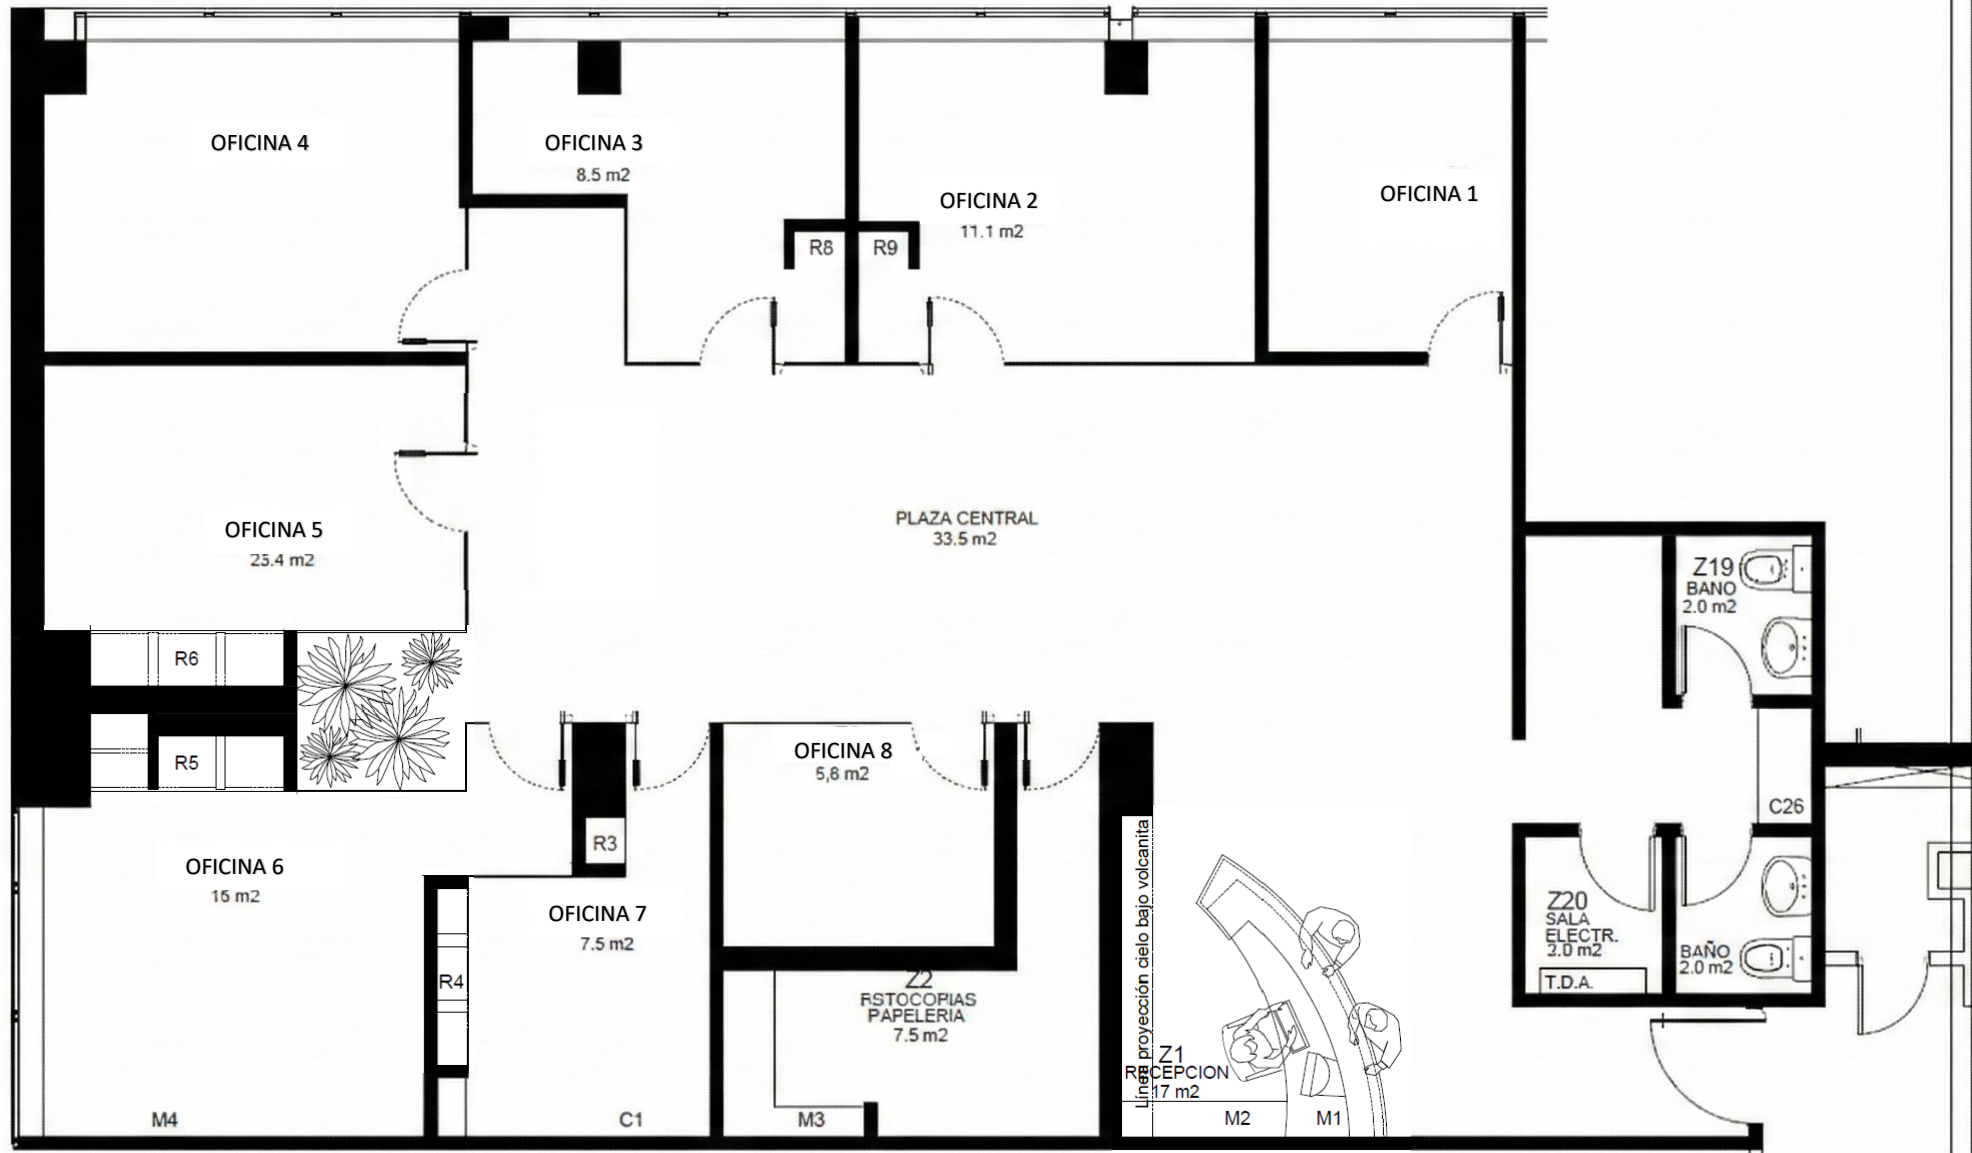 OFICINA 4
OFICINA 3
8.5 m2
OFICINA 2
11.1 m2
OFICINA 1
R8
R9
OFICINA 5
25.4 m2
PLAZA CENTRAL
33.5 m2
Z19
BANO
2.0 m2
R6
R5
OFICINA 8
5,8 m2
C26
R3
OFICINA 6
15 m2
OFICINA 7
7.5 m2
R4
Z2
RSTOCOPIAS
PAPELERIA
7.5 m2
Línea proyección cielo bajo volcanita
Z1
RECEPCION
17 m2
Z20
SALA
ELECTR.
2.0 m2
T.D.A.
BAÑO
2.0 m2
M4
C1
M3
M2
M1